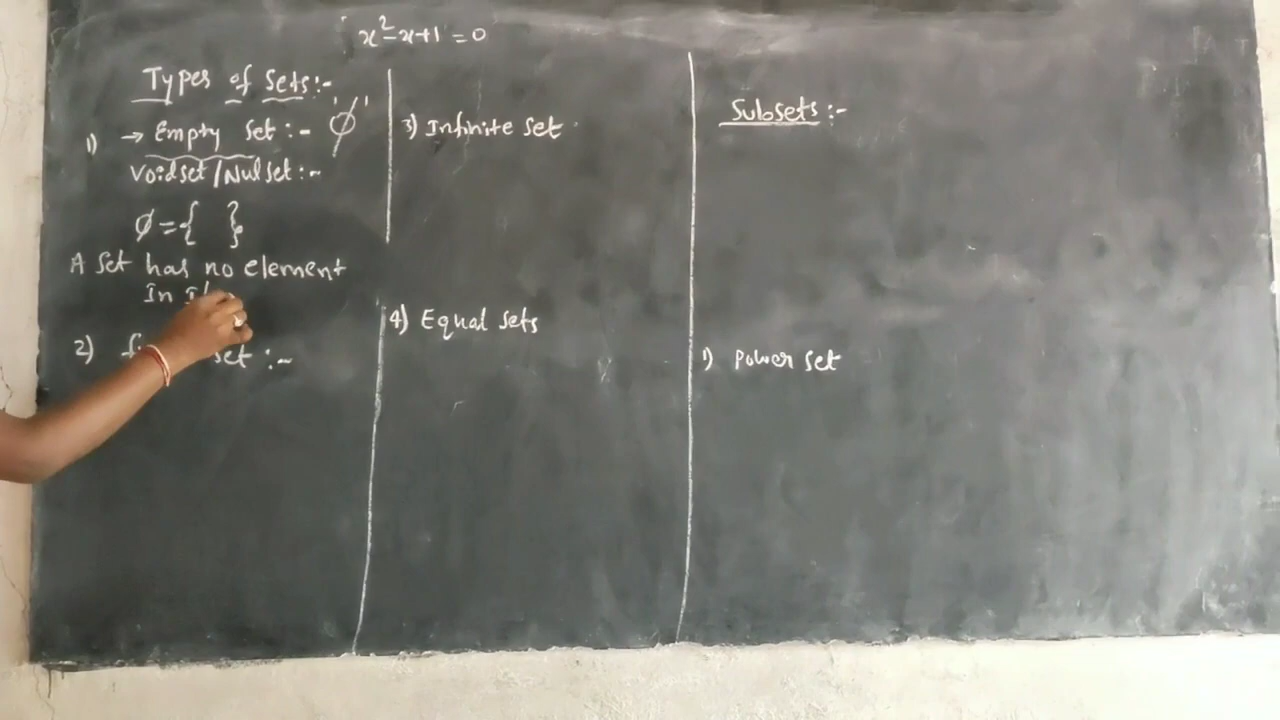 x²-x+1 = 0
Types of Sets:-
1) → Empty Set :- 'φ'
Voidset/Nulset:-
φ = { }
A Set has no element
In
2) set :-
3) Infinite Set
4) Equal Sets
Subsets :-
1) Power Set